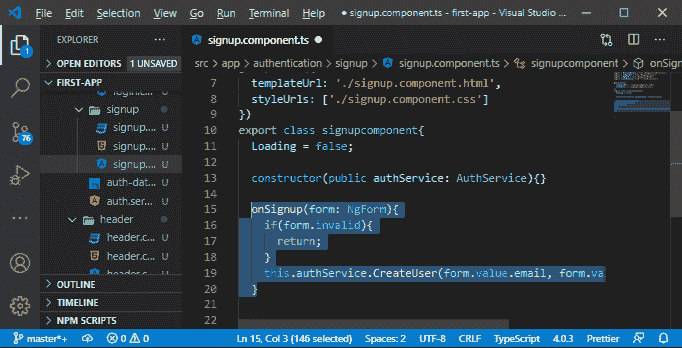 File Edit Selection View Go Run Terminal Help ● signup.component.ts - first-app - Visual Studio ...
EXPLORER
OPEN EDITORS 1 UNSAVED
FIRST-APP
signup
signup.... U
signup.... U
signup.... U
auth-dat... U
auth.ser... U
header
header.c... U
header.c... U
header.c... U
OUTLINE
TIMELINE
NPM SCRIPTS
1
76
signup.component.ts ●
src > app > authentication > signup > signup.component.ts > signupcomponent > onSign
7 templateUrl: './signup.component.html',
8 styleUrls: ['./signup.component.css']
9 })
10 export class signupcomponent{
11 Loading = false;
12
13 constructor(public authService: AuthService){}
14
15 onSignup(form: NgForm){
16 if(form.invalid){
17 return;
18 }
19 this.authService.CreateUser(form.value.email, form.va
20 }
21
22
master*+ 0 0 Ln 15, Col 3 (146 selected) Spaces: 2 UTF-8 CRLF TypeScript 4.0.3 Prettier